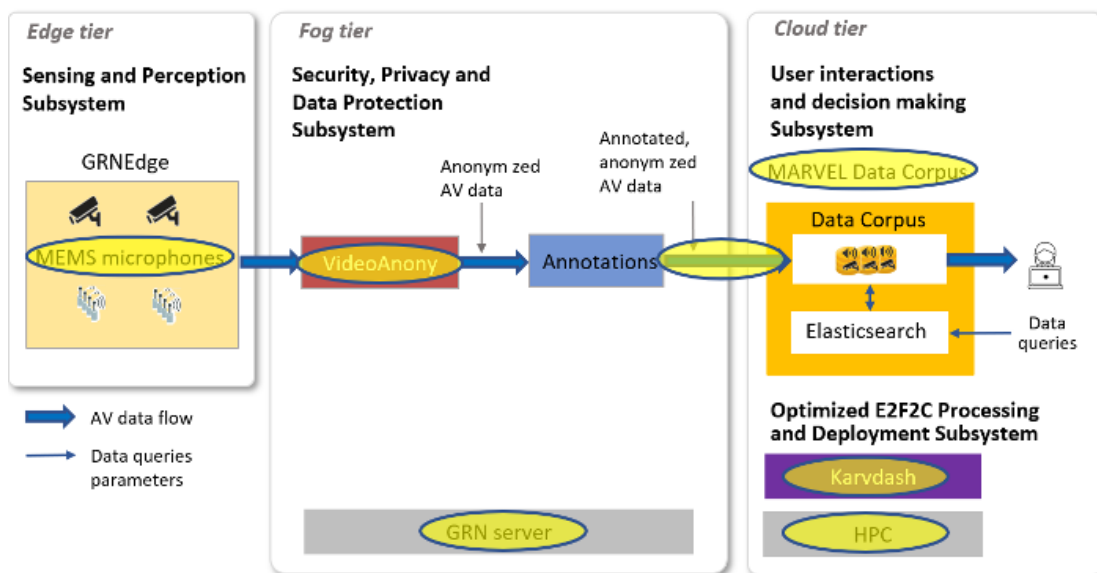 Edge tier
Sensing and Perception
Subsystem
GRNEdge
MEMS microphones
AV data flow
Data queries
parameters
Fog tier
Security, Privacy and
Data Protection
Subsystem
Anonym zed
AV data
Annotated,
anonym zed
AV data
VideoAnony
Annotations
GRN server
Cloud tier
User interactions
and decision making
Subsystem
MARVEL Data Corpus
Data Corpus
Elasticsearch
Data
queries
Optimized E2F2C Processing
and Deployment Subsystem
Karvdash
HPC